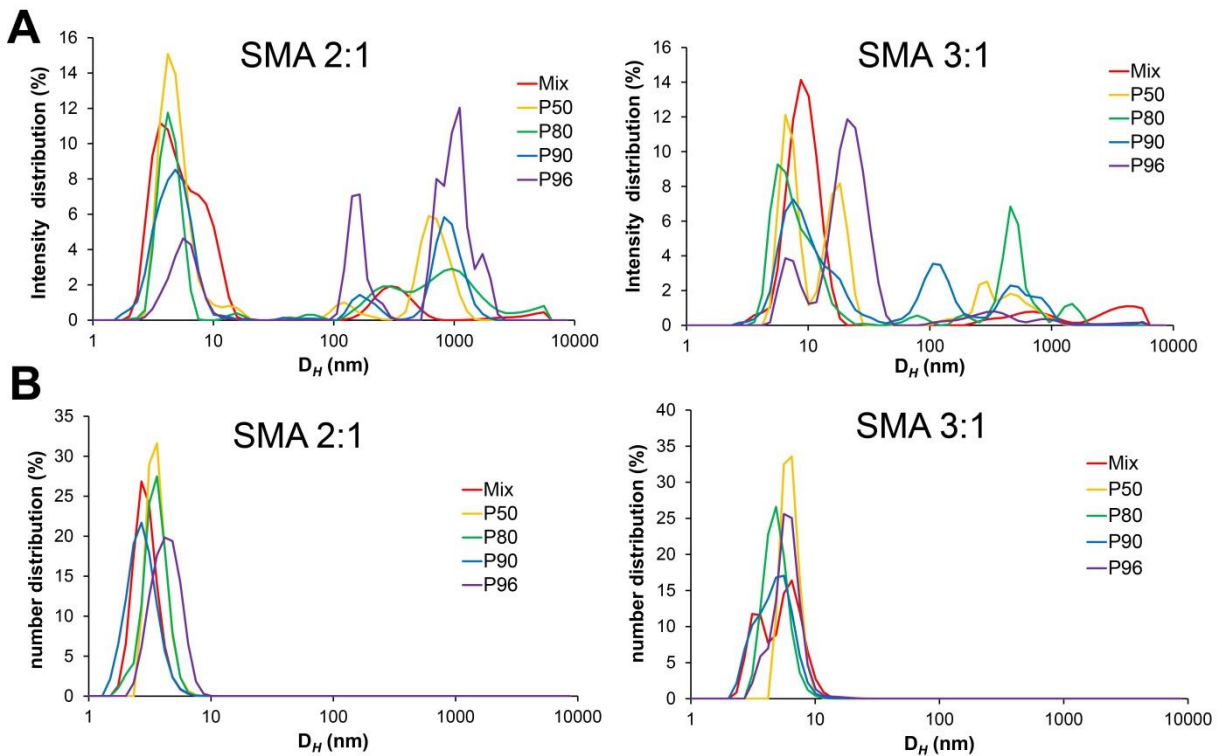 A
SMA 2:1
Intensity distribution (%)
16
14
12
10
8
6
4
2
0
1
10
100
1000
10000
D_H (nm)
Mix
P50
P80
P90
P96
SMA 3:1
Intensity distribution (%)
16
14
12
10
8
6
4
2
0
1
10
100
1000
10000
D_H (nm)
Mix
P50
P80
P90
P96
B
SMA 2:1
number distribution (%)
35
30
25
20
15
10
5
0
1
10
100
1000
10000
D_H (nm)
Mix
P50
P80
P90
P96
SMA 3:1
number distribution (%)
40
35
30
25
20
15
10
5
0
1
10
100
1000
10000
D_H (nm)
Mix
P50
P80
P90
P96